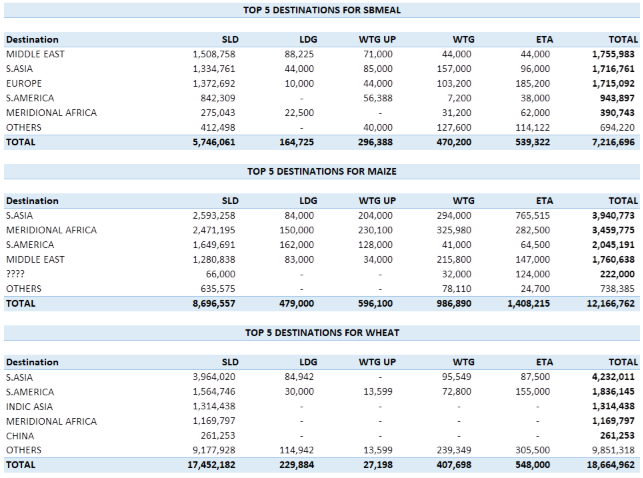 TOP 5 DESTINATIONS FOR SBMEAL
Destination SLD LDG WTG UP WTG ETA TOTAL
MIDDLE EAST 1,508,758 88,225 71,000 44,000 44,000 1,755,983
S.ASIA 1,334,761 44,000 85,000 157,000 96,000 1,716,761
EUROPE 1,372,692 10,000 44,000 103,200 185,200 1,715,092
S.AMERICA 842,309 - 56,388 7,200 38,000 943,897
MERIDIONAL AFRICA 275,043 22,500 - 31,200 62,000 390,743
OTHERS 412,498 - 40,000 127,600 114,122 694,220
TOTAL 5,746,061 164,725 296,388 470,200 539,322 7,216,696
TOP 5 DESTINATIONS FOR MAIZE
Destination SLD LDG WTG UP WTG ETA TOTAL
S.ASIA 2,593,258 84,000 204,000 294,000 765,515 3,940,773
MERIDIONAL AFRICA 2,471,195 150,000 230,100 325,980 282,500 3,459,775
S.AMERICA 1,649,691 162,000 128,000 41,000 64,500 2,045,191
MIDDLE EAST 1,280,838 83,000 34,000 215,800 147,000 1,760,638
???? 66,000 - - 32,000 124,000 222,000
OTHERS 635,575 - - 78,110 24,700 738,385
TOTAL 8,696,557 479,000 596,100 986,890 1,408,215 12,166,762
TOP 5 DESTINATIONS FOR WHEAT
Destination SLD LDG WTG UP WTG ETA TOTAL
S.ASIA 3,964,020 84,942 - 95,549 87,500 4,232,011
S.AMERICA 1,564,746 30,000 13,599 72,800 155,000 1,836,145
INDIC ASIA 1,314,438 - - - - 1,314,438
MERIDIONAL AFRICA 1,169,797 - - - - 1,169,797
CHINA 261,253 - - - - 261,253
OTHERS 9,177,928 114,942 13,599 239,349 305,500 9,851,318
TOTAL 17,452,182 229,884 27,198 407,698 548,000 18,664,962